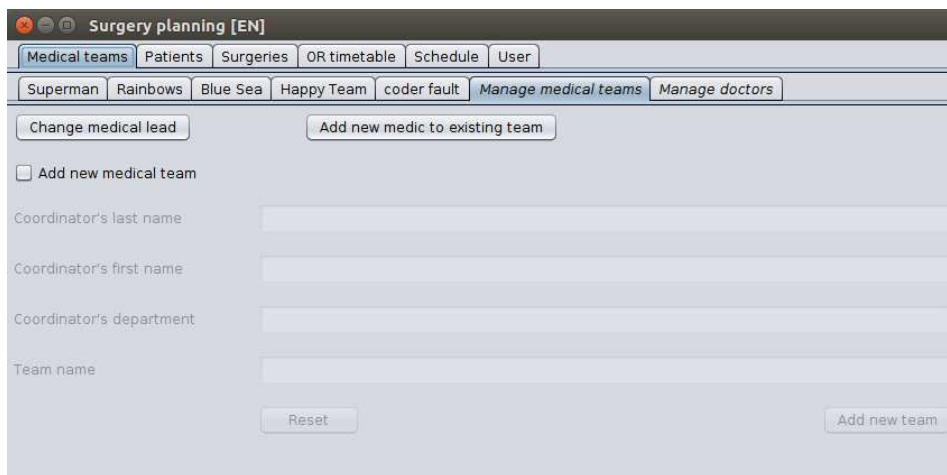 Surgery planning [EN]
Medical teams Patients Surgeries OR timetable Schedule User
Superman Rainbows Blue Sea Happy Team coder fault Manage medical teams Manage doctors
Change medical lead Add new medic to existing team
Add new medical team
Coordinator's last name
Coordinator's first name
Coordinator's department
Team name
Reset Add new team